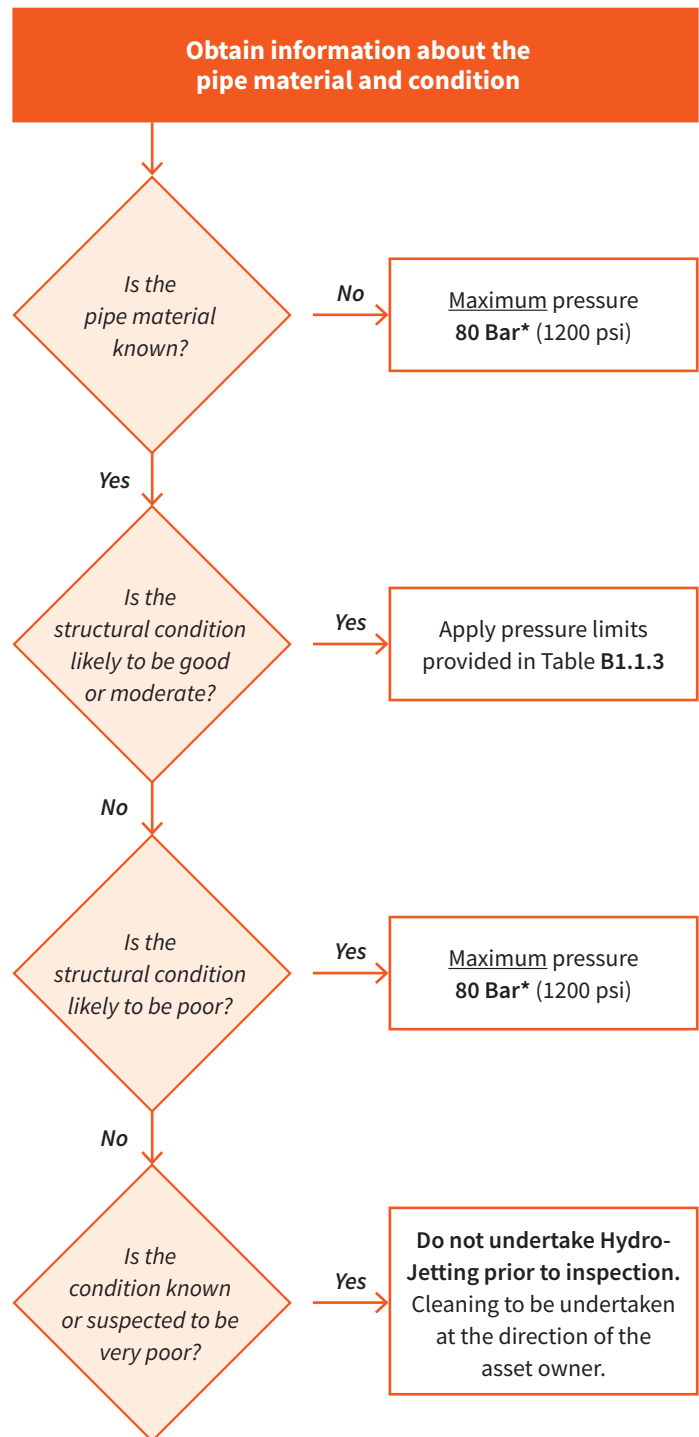 Obtain information about the
pipe material and condition
Is the
pipe material
known?
No
Maximum pressure
80 Bar* (1200 psi)
Yes
Is the
structural condition
likely to be good
or moderate?
Yes
Apply pressure limits
provided in Table B1.1.3
No
Is the
structural condition
likely to be poor?
Yes
Maximum pressure
80 Bar* (1200 psi)
No
Is the
condition known
or suspected to be
very poor?
Yes
Do not undertake Hydro-
Jetting prior to inspection.
Cleaning to be undertaken
at the direction of the
asset owner.